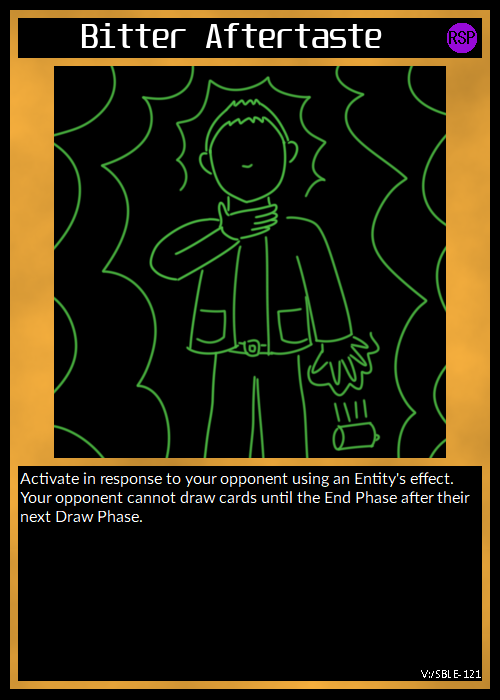 Bitter Aftertaste
RSP
Activate in response to your opponent using an Entity's effect.
Your opponent cannot draw cards until the End Phase after their
next Draw Phase.
V:/SBLE-121